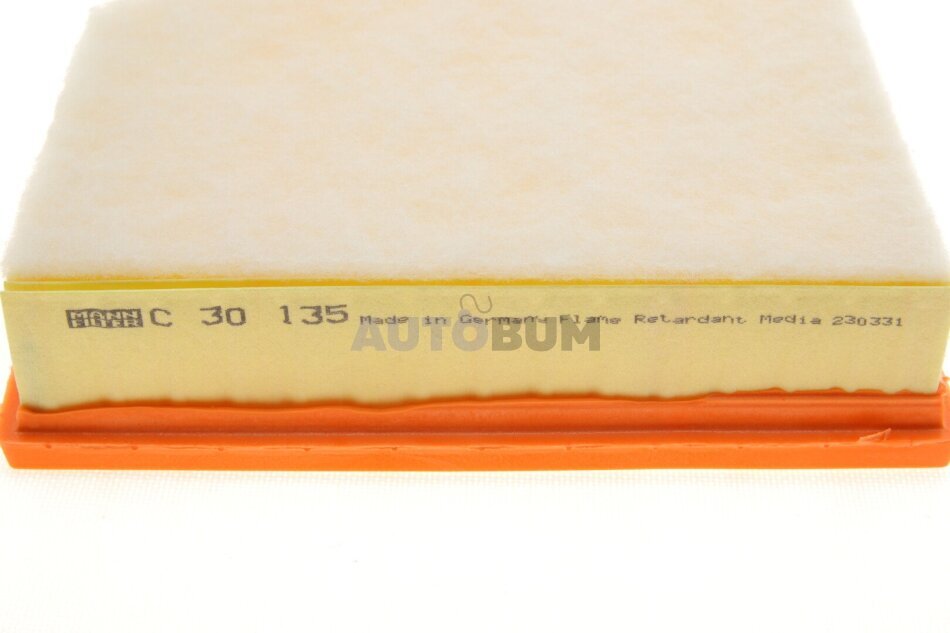 MANN FILTER C 30 135 Made in Germany Flame Retardant Media 230331
AUTOBUM